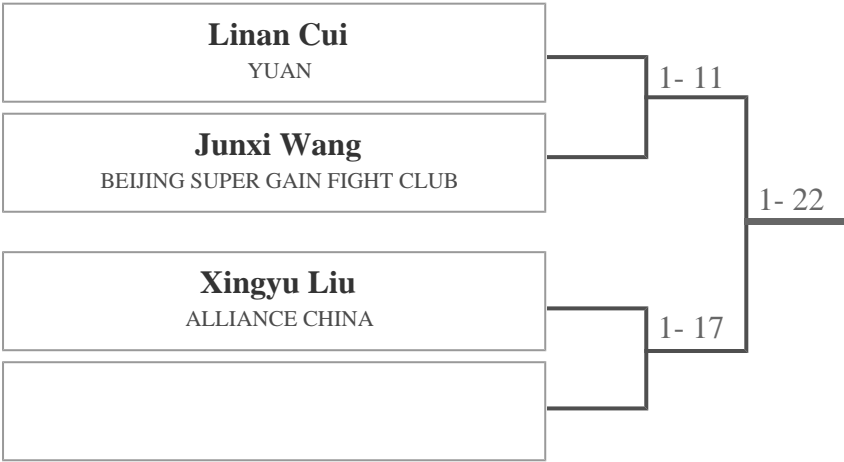 Linan Cui
YUAN
1- 11
Junxi Wang
BEIJING SUPER GAIN FIGHT CLUB
1- 22
Xingyu Liu
ALLIANCE CHINA
1- 17